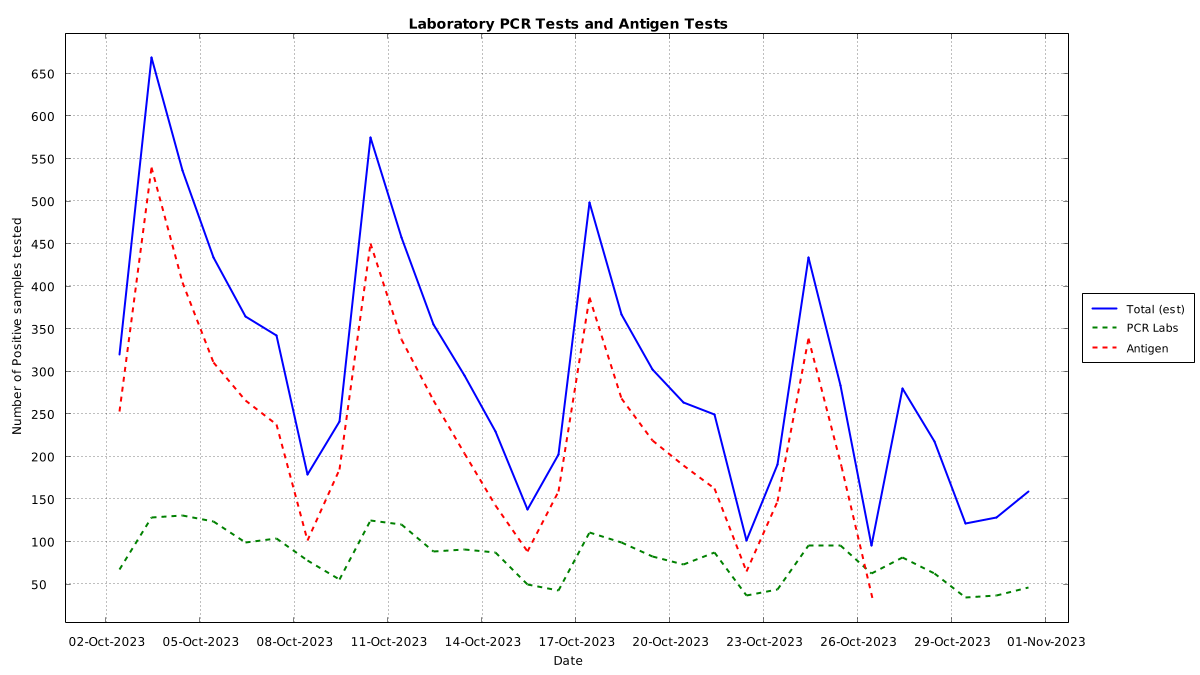 Laboratory PCR Tests and Antigen Tests
Number of Positive samples tested
650
600
550
500
450
400
350
300
250
200
150
100
50
Total (est)
PCR Labs
Antigen
02-Oct-2023 05-Oct-2023 08-Oct-2023 11-Oct-2023 14-Oct-2023 17-Oct-2023 20-Oct-2023 23-Oct-2023 26-Oct-2023 29-Oct-2023 01-Nov-2023
Date